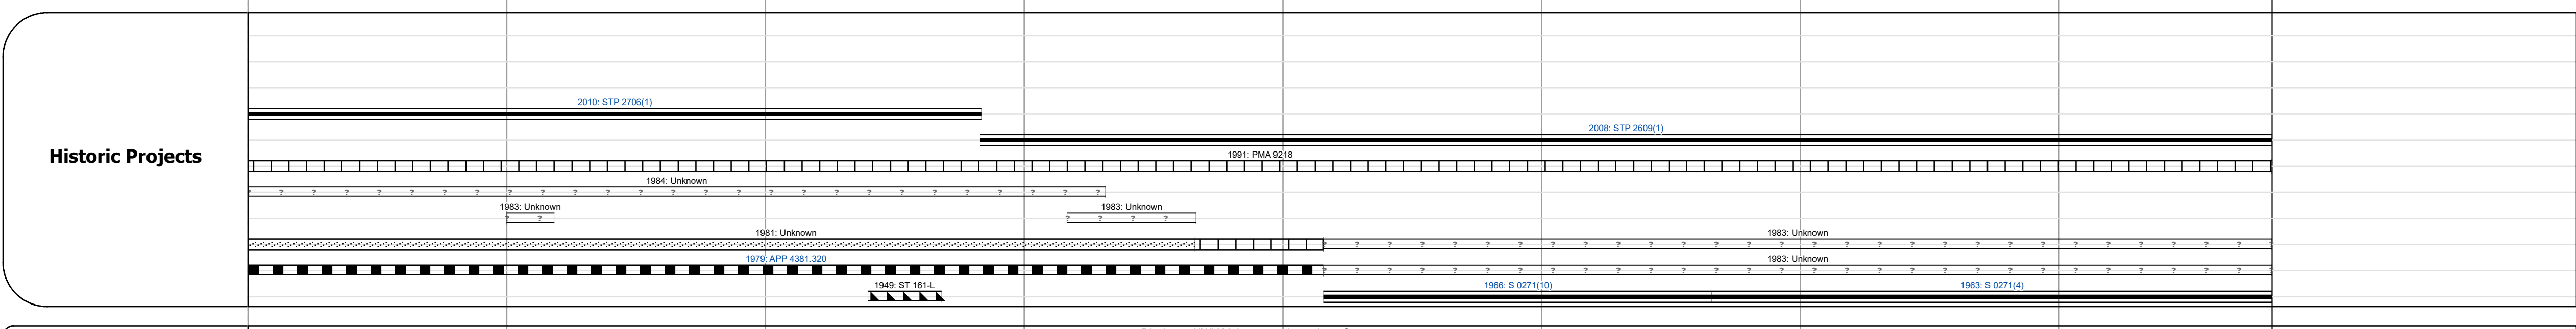 2010: STP 2706(1)
2008: STP 2609(1)
Historic Projects
1991: PMA 9218
1984: Unknown
1983: Unknown
1983: Unknown
1981: Unknown
1983: Unknown
1979: APP 4381.320
1983: Unknown
1949: ST 161-L
1966: S 0271(10)
1963: S 0271(4)